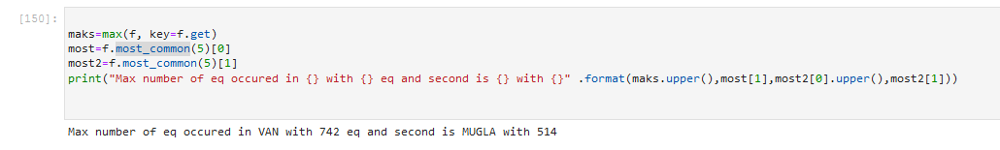 [150]:
maks=max(f, key=f.get)
most=f.most_common(5)[0]
most2=f.most_common(5)[1]
print("Max number of eq occured in {} with {} eq and second is {} with {}" .format(maks.upper(),most[1],most2[0].upper(),most2[1]))
Max number of eq occured in VAN with 742 eq and second is MUGLA with 514